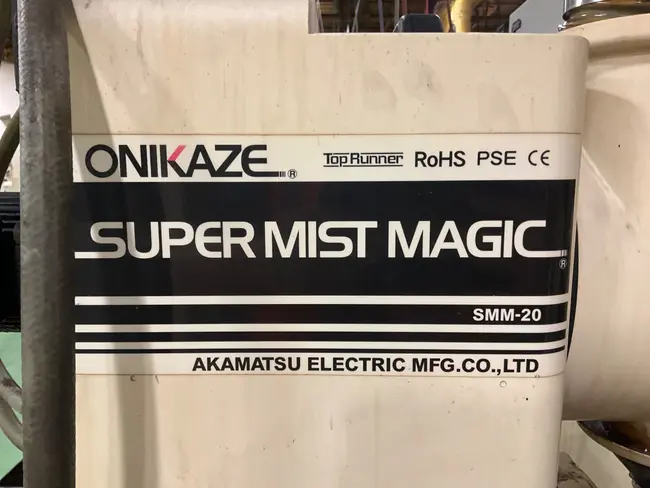 ONIKAZE® Top Runner RoHS PSE CE
SUPER MIST MAGIC®
SMM-20
AKAMATSU ELECTRIC MFG.CO.,LTD